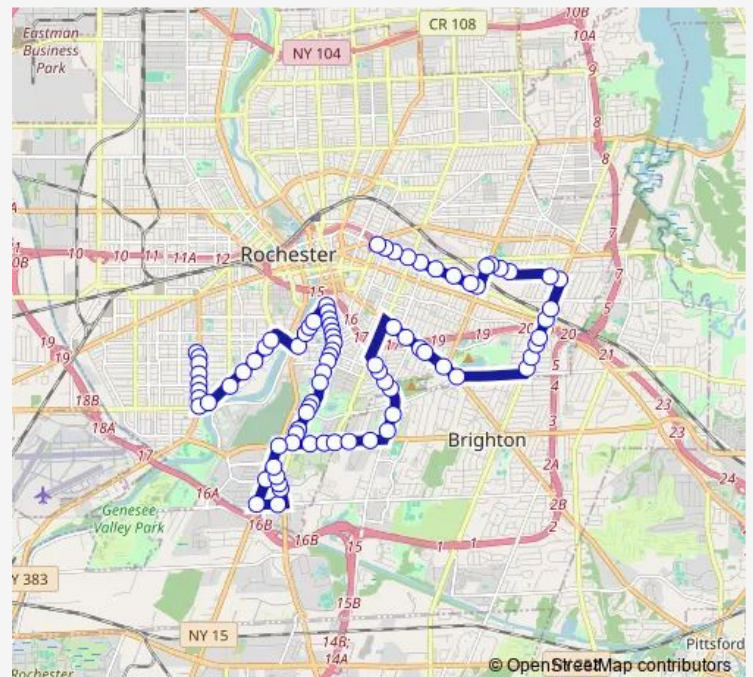 10B
10A
Eastman
Business
Park
CR 108
NY 104
9
8
8
7
7
5
11
10
10
11A
10
Rochester
10B
15
16
17
17
19
19
20
20
21
19
19
5
4
3
18B
18A
17
23
23
24
Brighton
2A
2B
2
16A
Genesee
Valley Park
16B
16B
15
1
1
Y 383
15B
NY 15
14B;
14A
Pittsford
Rochester
© OpenStreetMap contributors